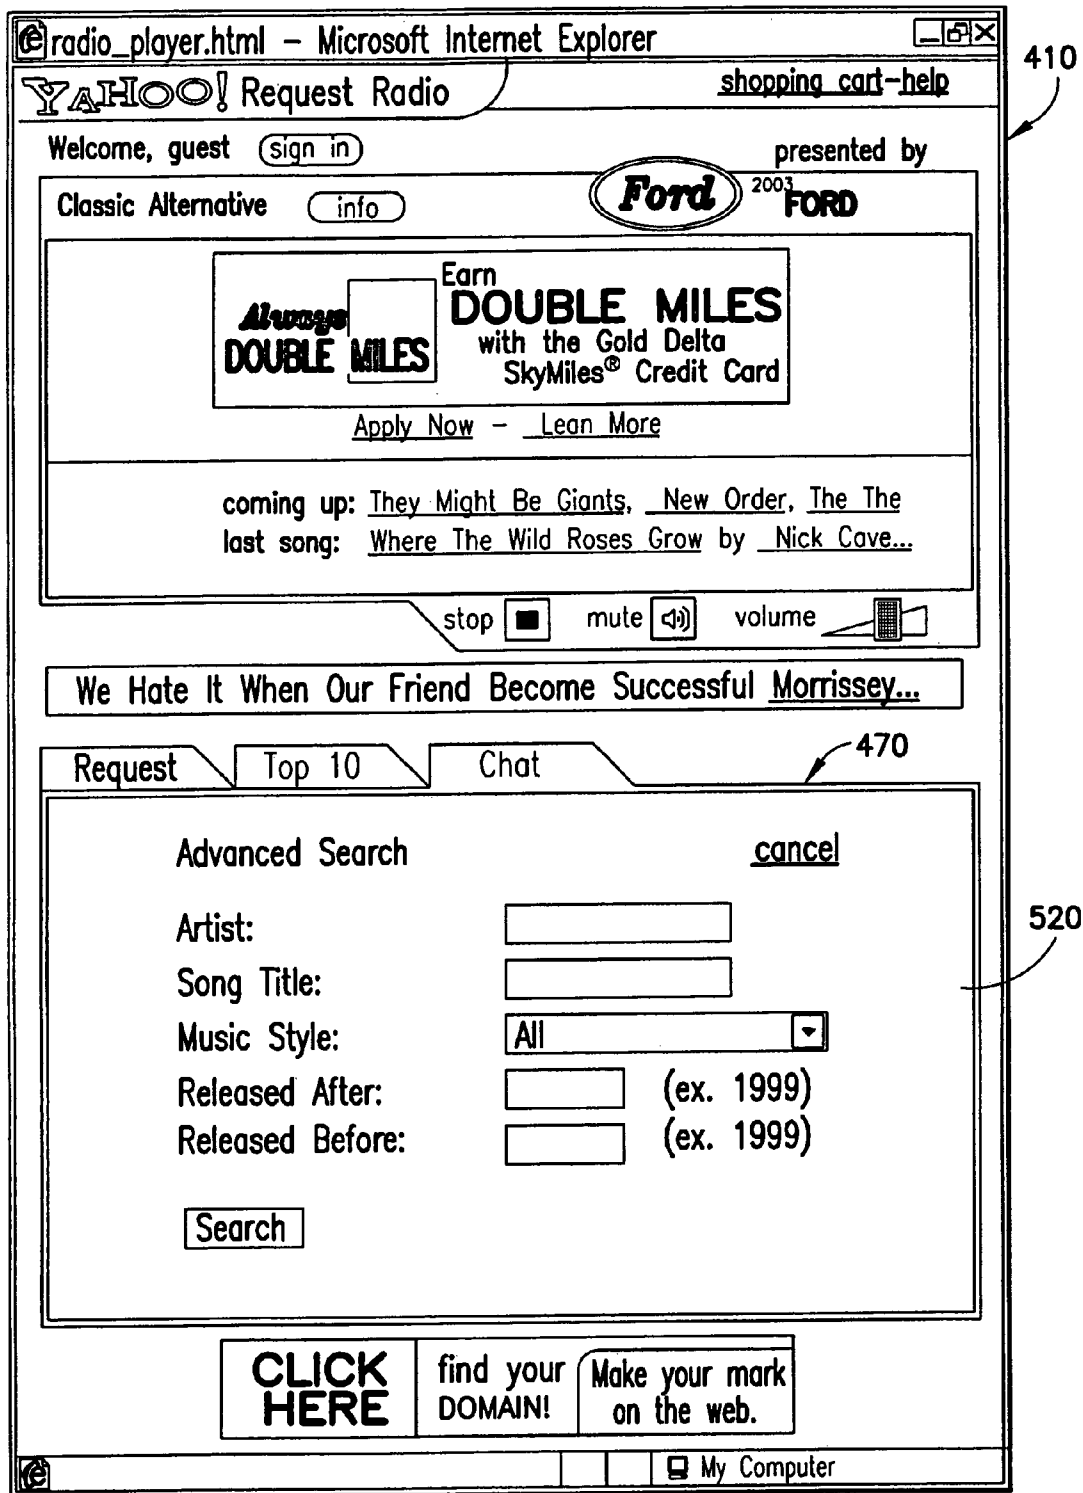 radio_player.html – Microsoft Internet Explorer
410
YAHOO! Request Radio
shopping cart-help
Welcome, guest sign in
presented by
Classic Alternative info
Ford 2003 FORD
Always
DOUBLE MILES
Earn
DOUBLE MILES
with the Gold Delta
SkyMiles® Credit Card
Apply Now – Lean More
coming up: They Might Be Giants, New Order, The The
last song: Where The Wild Roses Grow by Nick Cave...
stop mute volume
We Hate It When Our Friend Become Successful Morrissey...
470
Request Top 10 Chat
Advanced Search cancel
520
Artist:
Song Title:
Music Style: All
Released After: (ex. 1999)
Released Before: (ex. 1999)
Search
CLICK
HERE
find your
DOMAIN!
Make your mark
on the web.
My Computer